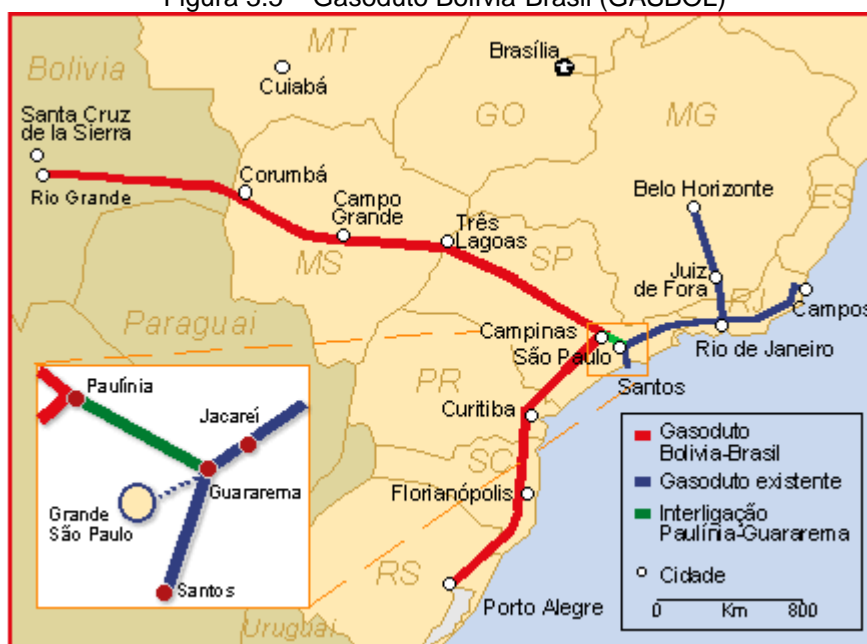 Figura 3.3 – Gasoduto Bolívia-Brasil (GASBOL)
MT
Brasília
Bolivia
Cuiabá
GO
MG
Santa Cruz
de la Sierra
Rio Grande
Corumbá
Campo
Grande
Três
Lagoas
Belo Horizonte
ES
MS
SP
Juiz
de Fora
RJ
Campos
Paraguai
Campinas
São Paulo
Rio de Janeiro
Santos
PR
Curitiba
SC
Florianópolis
RS
Porto Alegre
Uruguai
Paulínia
Jacareí
Guararema
Grande
São Paulo
Santos
Gasoduto
Bolivia-Brasil
Gasoduto existente
Interligação
Paulínia-Guararema
Cidade
0 Km 800